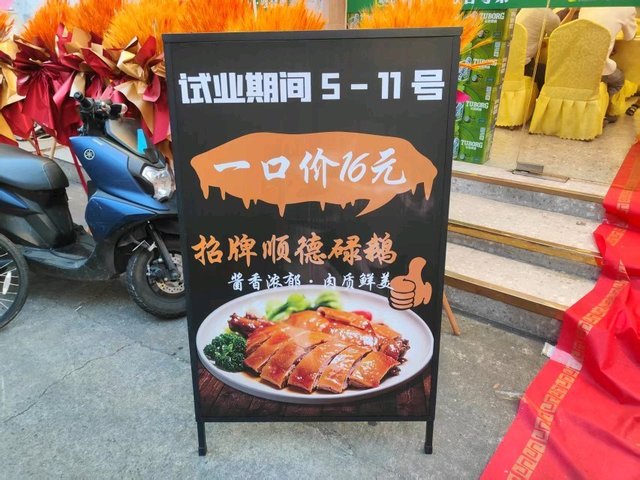 试业期间 5-11号
一口价16元
招牌顺德碌鹅
酱香浓郁·肉质鲜美
TUBORG
TUBORG